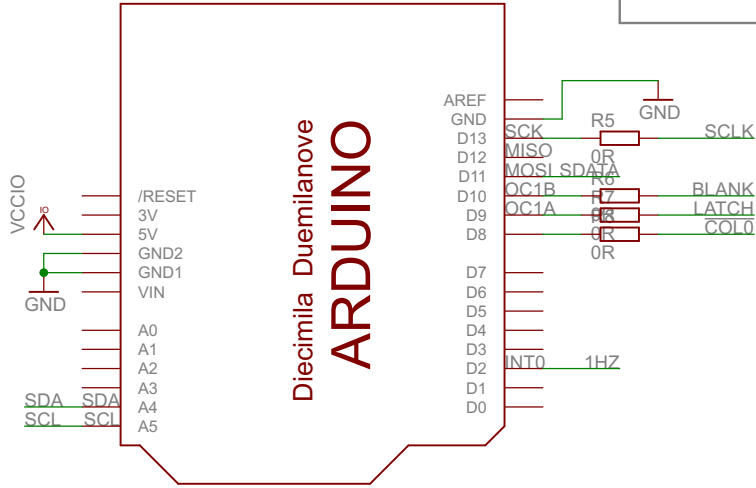 VCCIO
IO
/RESET
3V
5V
GND2
GND1
VIN
GND
A0
A1
A2
A3
SDA SDA A4
SCL SCL A5
Diecimila Duemilanove
ARDUINO
AREF
GND
GND
D13 SCK R5 0R SCLK
D12 MISO
D11 MOSI SDATA
D10 OC1B R6 BLANK
D9 OC1A R7 0R LATCH
D8 R8 0R COL0
D7
D6
D5
D4
D3
D2 INT0 1HZ
D1
D0